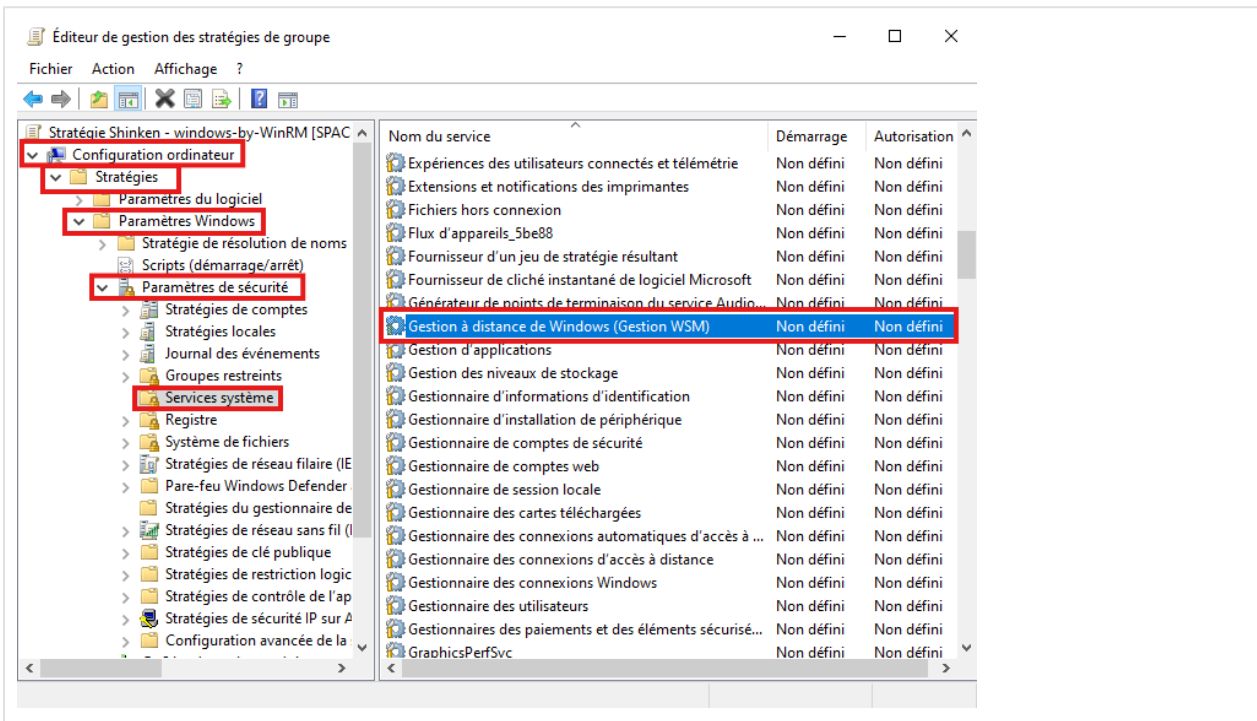 Éditeur de gestion des stratégies de groupe
Fichier Action Affichage ?
Stratégie Shinken - windows-by-WinRM [SPAC
Configuration ordinateur
Stratégies
Paramètres du logiciel
Paramètres Windows
Stratégie de résolution de noms
Scripts (démarrage/arrêt)
Paramètres de sécurité
Stratégies de comptes
Stratégies locales
Journal des événements
Groupes restreints
Services système
Registre
Système de fichiers
Stratégies de réseau filaire (IE
Pare-feu Windows Defender
Stratégies du gestionnaire de
Stratégies de réseau sans fil (I
Stratégies de clé publique
Stratégies de restriction logic
Stratégies de contrôle de l'ap
Stratégies de sécurité IP sur A
Configuration avancée de la
Nom du service Démarrage Autorisation
Expériences des utilisateurs connectés et télémétrie Non défini Non défini
Extensions et notifications des imprimantes Non défini Non défini
Fichiers hors connexion Non défini Non défini
Flux d'appareils_5be88 Non défini Non défini
Fournisseur d'un jeu de stratégie résultant Non défini Non défini
Fournisseur de cliché instantané de logiciel Microsoft Non défini Non défini
Générateur de points de terminaison du service Audio... Non défini Non défini
Gestion à distance de Windows (Gestion WSM) Non défini Non défini
Gestion d'applications Non défini Non défini
Gestion des niveaux de stockage Non défini Non défini
Gestionnaire d'informations d'identification Non défini Non défini
Gestionnaire d'installation de périphérique Non défini Non défini
Gestionnaire de comptes de sécurité Non défini Non défini
Gestionnaire de comptes web Non défini Non défini
Gestionnaire de session locale Non défini Non défini
Gestionnaire des cartes téléchargées Non défini Non défini
Gestionnaire des connexions automatiques d'accès à ... Non défini Non défini
Gestionnaire des connexions d'accès à distance Non défini Non défini
Gestionnaire des connexions Windows Non défini Non défini
Gestionnaire des utilisateurs Non défini Non défini
Gestionnaires des paiements et des éléments sécurisé... Non défini Non défini
GraphicsPerfSvc Non défini Non défini